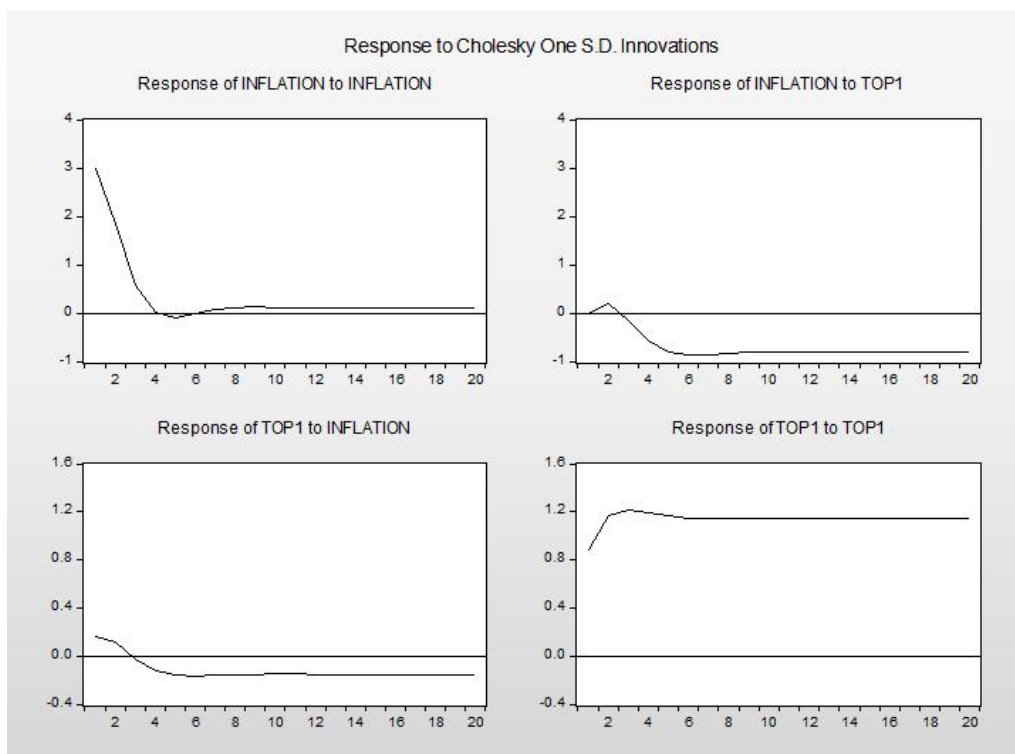 Response to Cholesky One S.D. Innovations
Response of INFLATION to INFLATION
4
3
2
1
0
-1
2 4 6 8 10 12 14 16 18 20
Response of INFLATION to TOP1
4
3
2
1
0
-1
2 4 6 8 10 12 14 16 18 20
Response of TOP1 to INFLATION
1.6
1.2
0.8
0.4
0.0
-0.4
2 4 6 8 10 12 14 16 18 20
Response of TOP1 to TOP1
1.6
1.2
0.8
0.4
0.0
-0.4
2 4 6 8 10 12 14 16 18 20